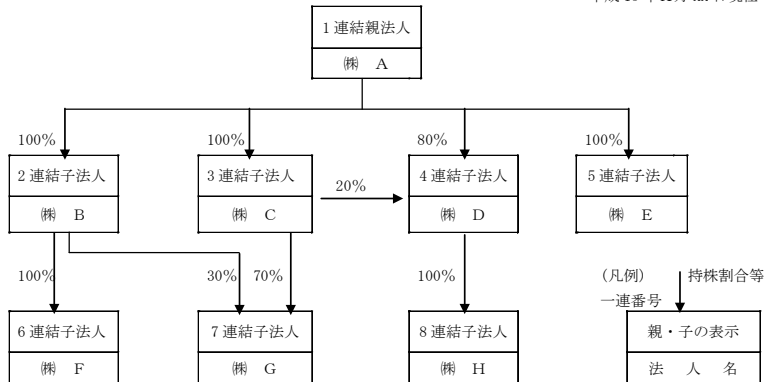 1連結親法人
㈱ A
100%
100%
80%
100%
2連結子法人
3連結子法人
4連結子法人
5連結子法人
㈱ B
㈱ C
20%
㈱ D
㈱ E
100%
30%
70%
100%
(凡例)
持株割合等
一連番号
6連結子法人
7連結子法人
8連結子法人
親・子の表示
㈱ F
㈱ G
㈱ H
法 人 名